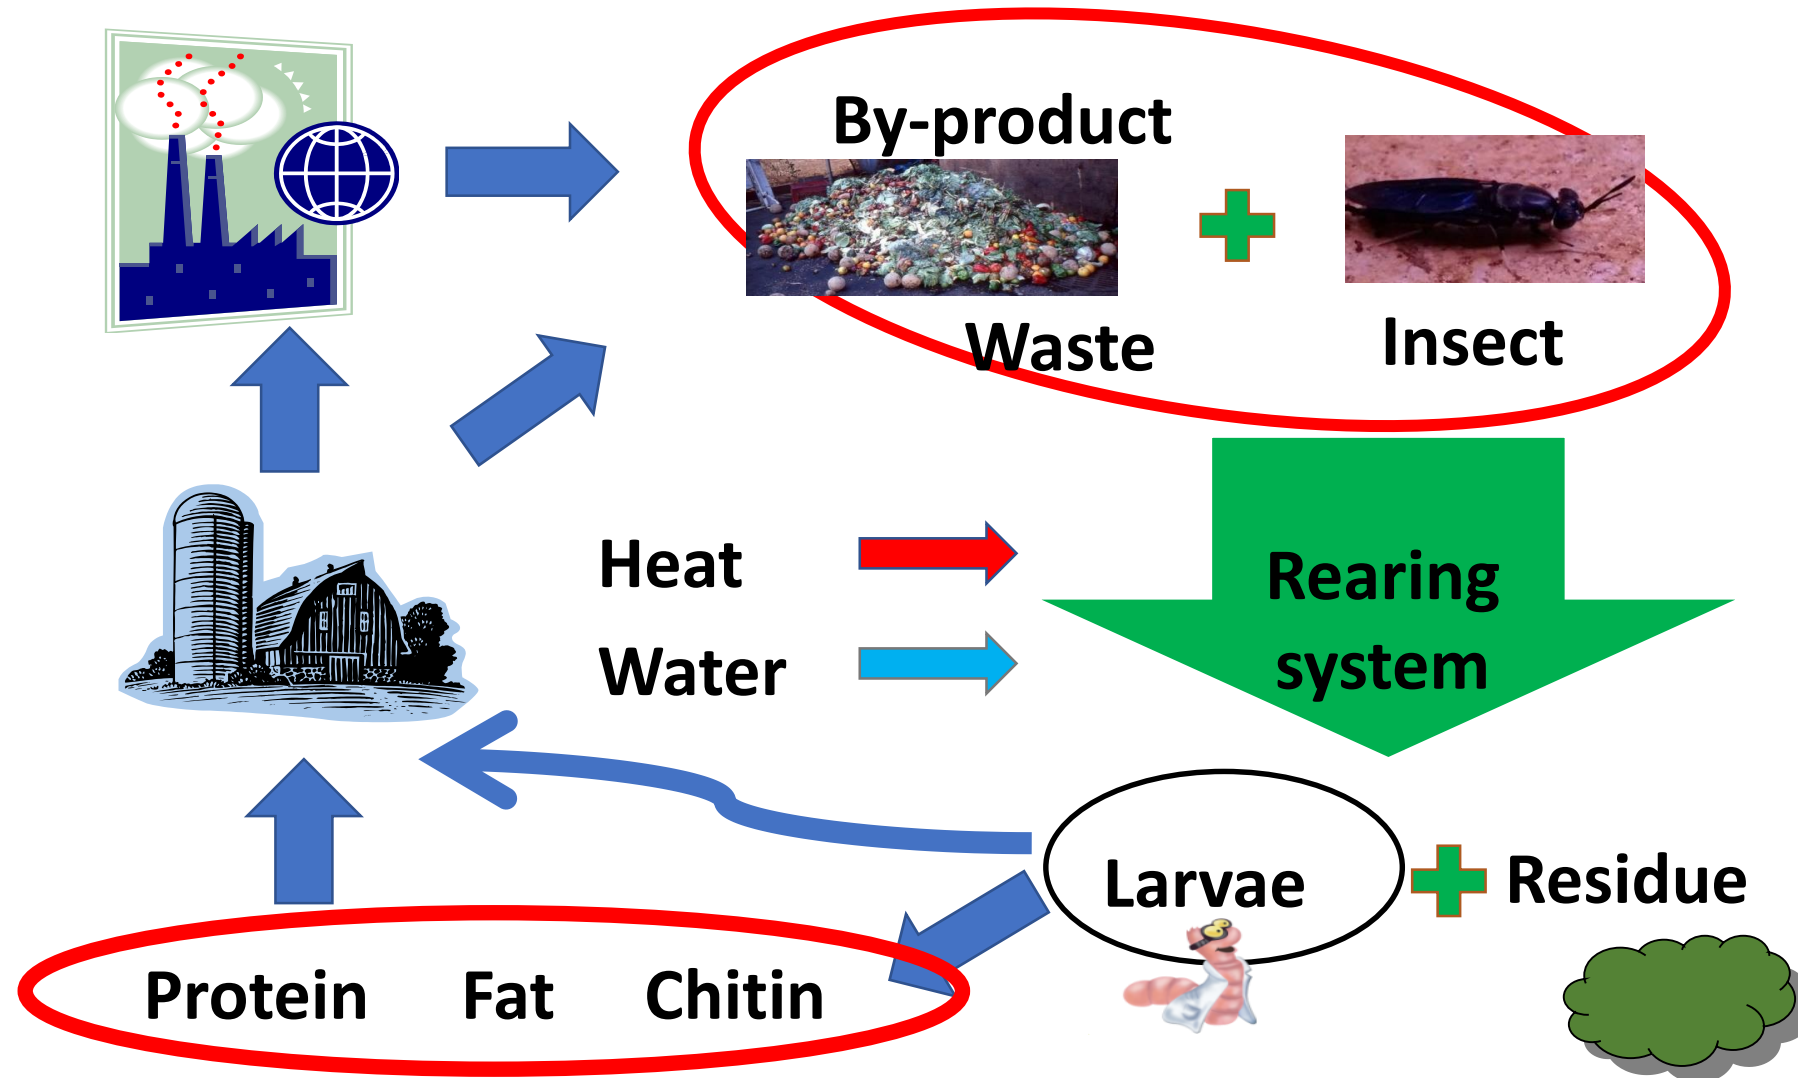 By-product
Waste
Insect
Heat
Water
Rearing
system
Larvae
Residue
Protein Fat Chitin